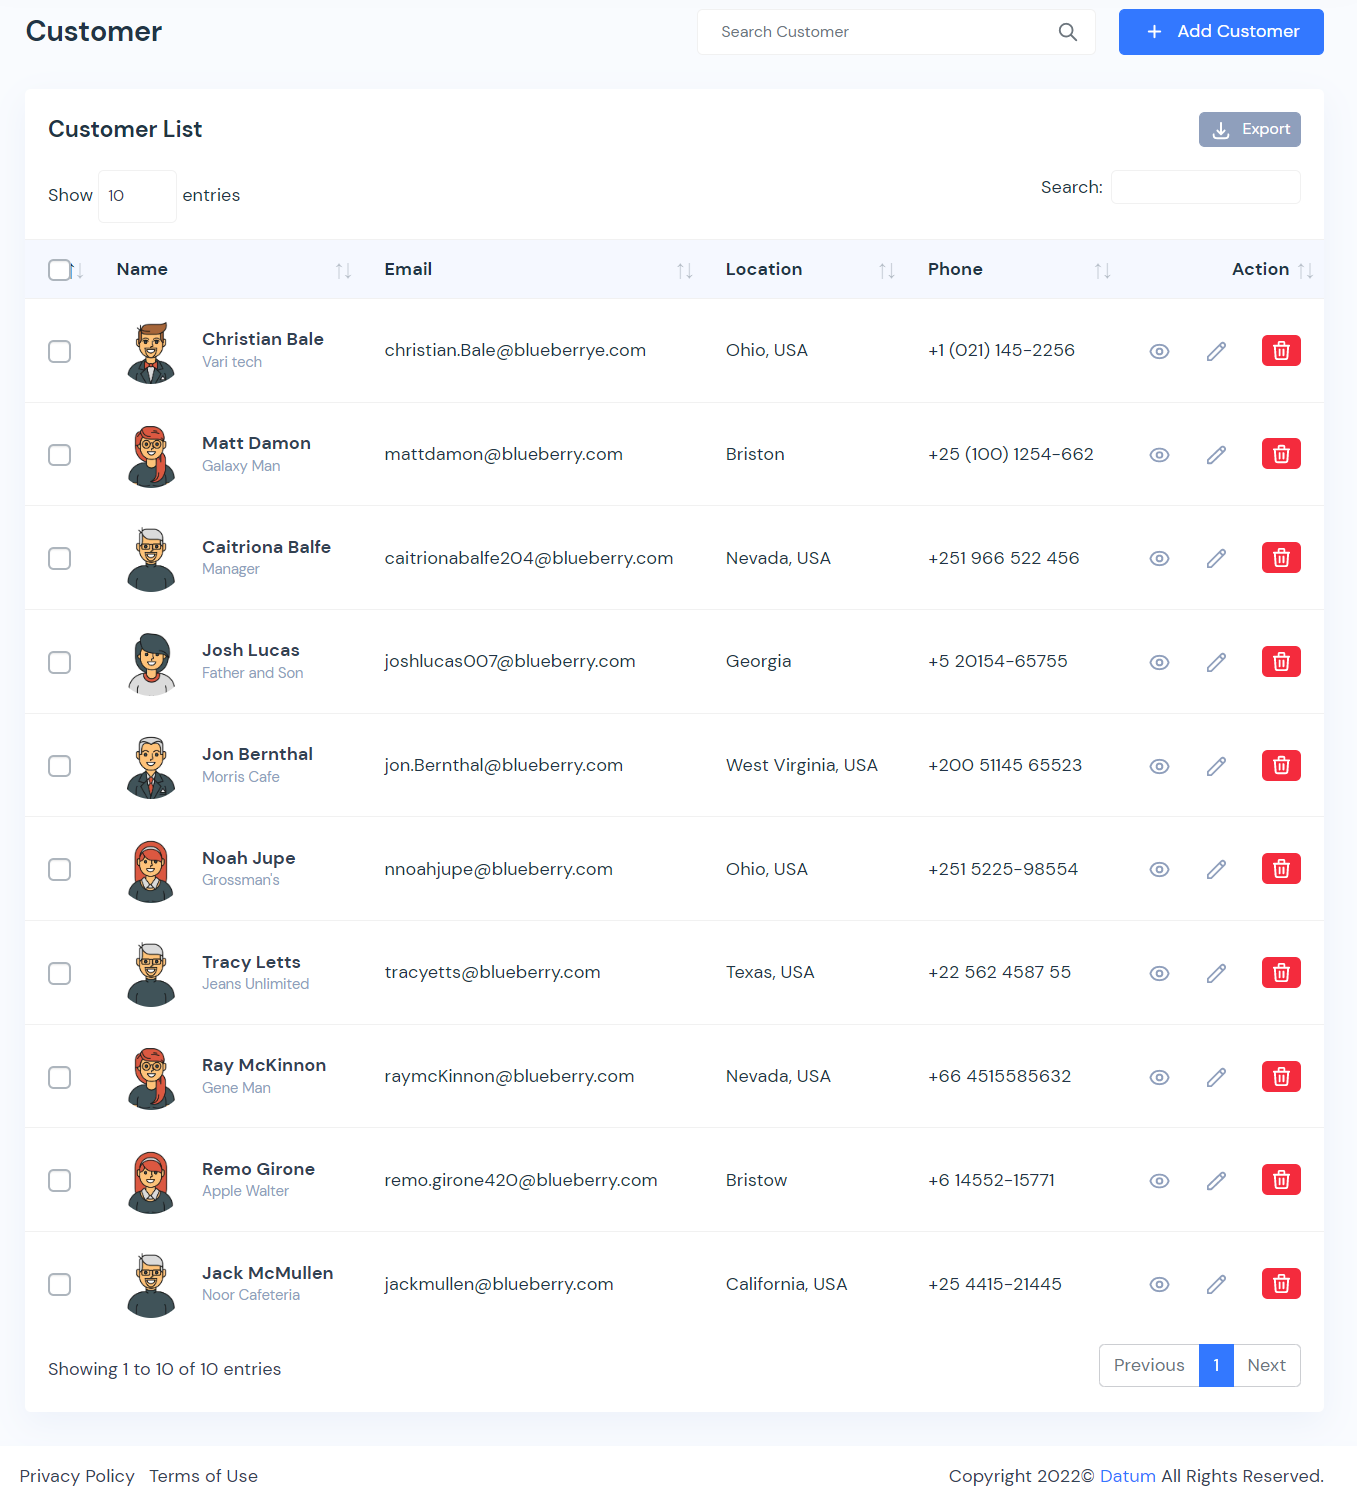 Customer
Search Customer
Add Customer
Customer List
Export
Show 10 entries
Search:
Name Email Location Phone Action
Christian Bale
Vari tech
christian.Bale@blueberrye.com Ohio, USA +1 (021) 145-2256
Matt Damon
Galaxy Man
mattdamon@blueberry.com Briston +25 (100) 1254-662
Caitriona Balfe
Manager
caitrionabalfe204@blueberry.com Nevada, USA +251 966 522 456
Josh Lucas
Father and Son
joshlucas007@blueberry.com Georgia +5 20154-65755
Jon Bernthal
Morris Cafe
jon.Bernthal@blueberry.com West Virginia, USA +200 51145 65523
Noah Jupe
Grossman's
nnoahjupe@blueberry.com Ohio, USA +251 5225-98554
Tracy Letts
Jeans Unlimited
tracyetts@blueberry.com Texas, USA +22 562 4587 55
Ray McKinnon
Gene Man
raymcKinnon@blueberry.com Nevada, USA +66 4515585632
Remo Girone
Apple Walter
remo.girone420@blueberry.com Bristow +6 14552-15771
Jack McMullen
Noor Cafeteria
jackmullen@blueberry.com California, USA +25 4415-21445
Showing 1 to 10 of 10 entries
Previous 1 Next
Privacy Policy Terms of Use
Copyright 2022© Datum All Rights Reserved.